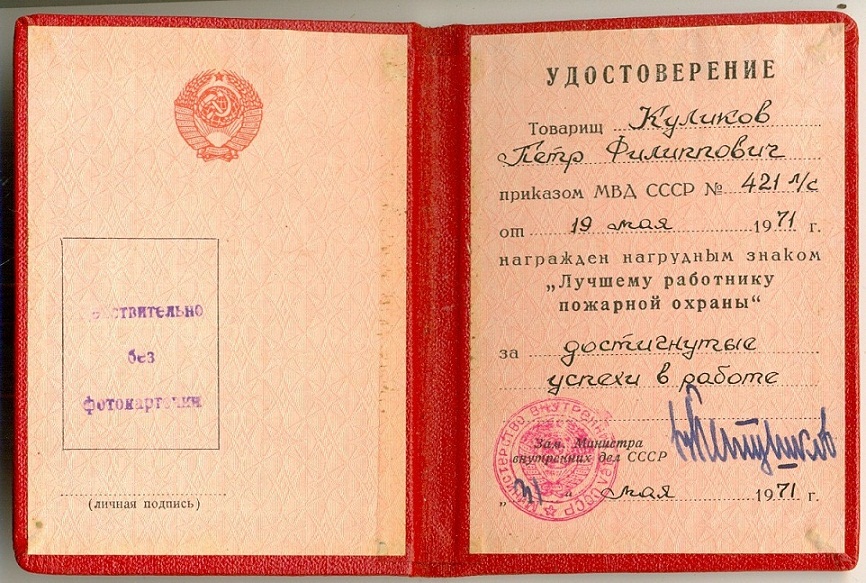 без
фотокарточки
(личная подпись)
УДОСТОВЕРЕНИЕ
Товарищ Куликов
Петр Филиппович
приказом МВД СССР № 421 л/с
от 19 мая 1971 г.
награжден нагрудным знаком
„Лучшему работнику
пожарной охраны“
за достигнутые
успехи в работе
Зам. Министра
внутренних дел СССР
„ “ мая 1971 г.